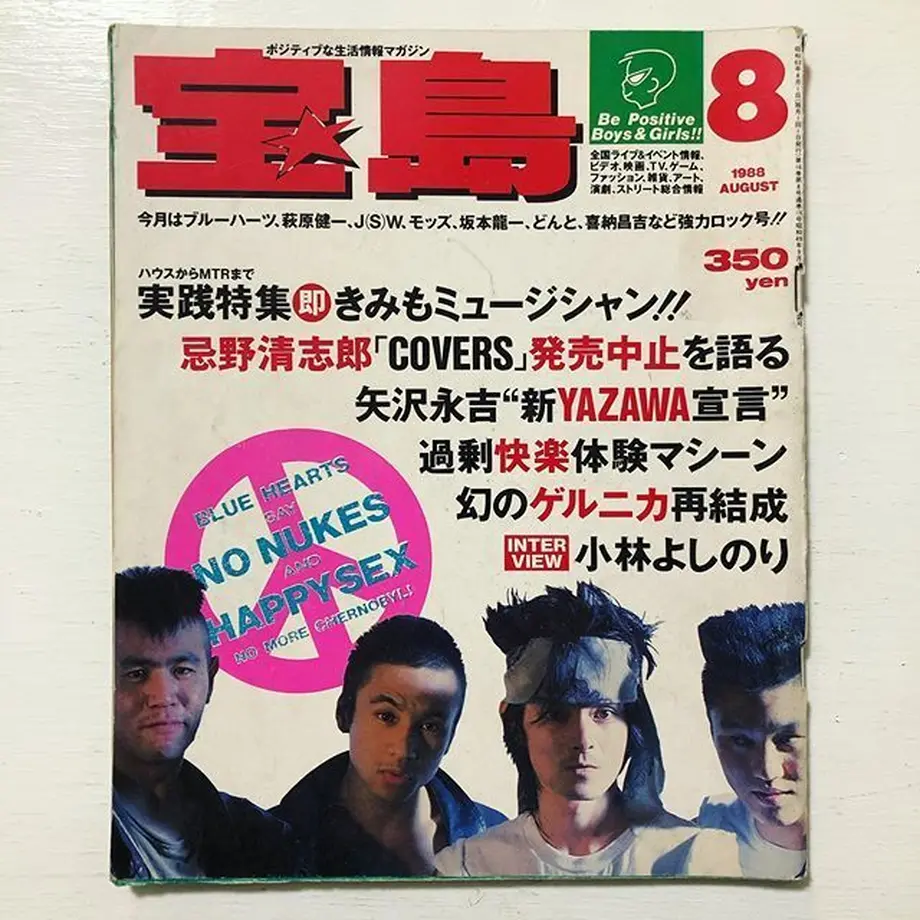 ポジティブな生活情報マガジン
宝島
Be Positive
Boys & Girls!!
8
1988
AUGUST
全国ライブ&イベント情報、
ビデオ、映画、TV、ゲーム、
ファッション、雑貨、アート、
演劇、ストリート総合情報
今月はブルーハーツ、萩原健一、J(S)W、モッズ、坂本龍一、どんと、喜納昌吉など強力ロック号!!
350
yen
ハウスからMTRまで
実践特集即きみもミュージシャン!!
忌野清志郎「COVERS」発売中止を語る
矢沢永吉“新YAZAWA宣言”
過剰快楽体験マシーン
幻のゲルニカ再結成
INTER
VIEW
小林よしのり
BLUE HEARTS
SAY
NO NUKES
AND
HAPPY SEX
NO MORE CHERNOBYL!